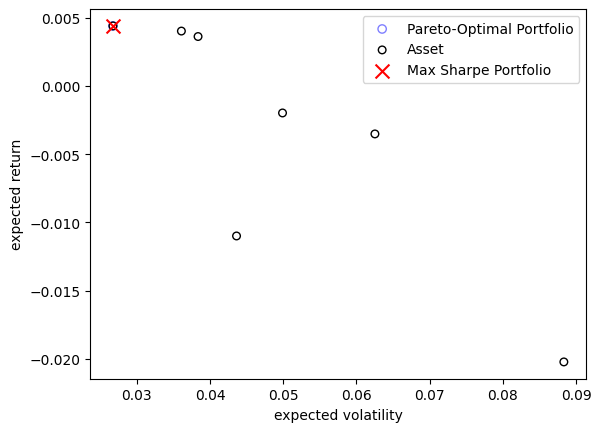 0.005
0.000
−0.005
−0.010
−0.015
−0.020
expected return
Pareto-Optimal Portfolio
Asset
Max Sharpe Portfolio
0.03 0.04 0.05 0.06 0.07 0.08 0.09
expected volatility